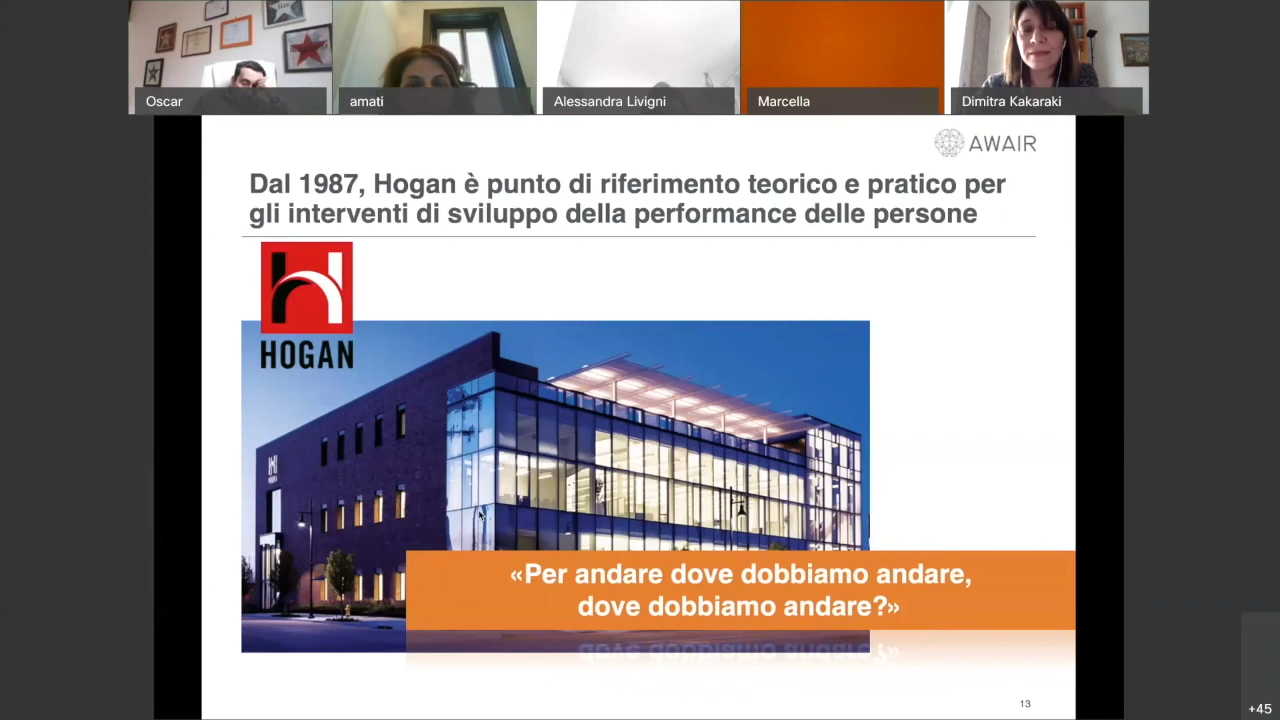 Oscar
amati
Alessandra Livigni
Marcella
Dimitra Kakaraki
AWAIR
Dal 1987, Hogan è punto di riferimento teorico e pratico per
gli interventi di sviluppo della performance delle persone
HOGAN
«Per andare dove dobbiamo andare,
dove dobbiamo andare?»
13
+45